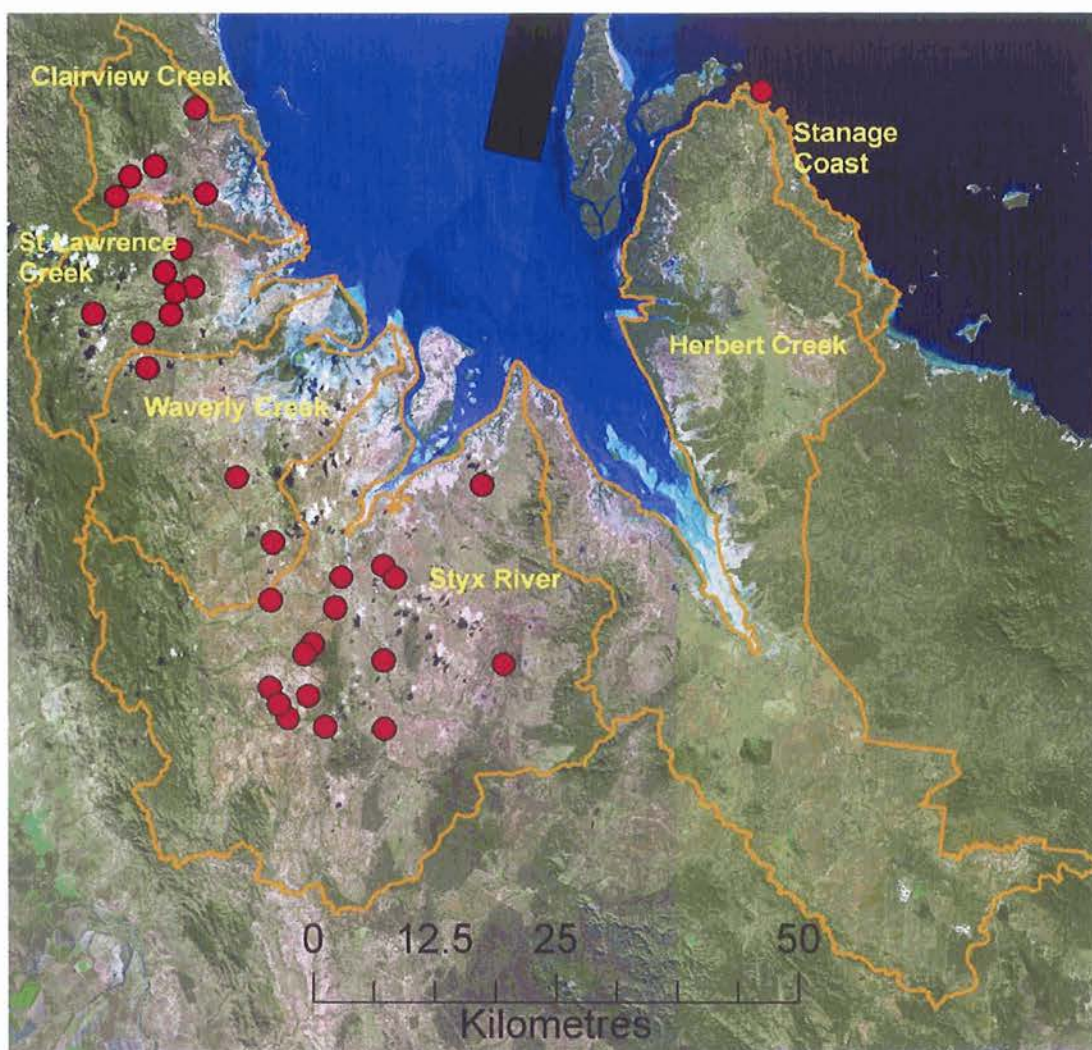 Clairview Creek
Stanage
Coast
St Lawrence
Creek
Herbert Creek
Waverly Creek
Styx River
0 12.5 25 50
Kilometres